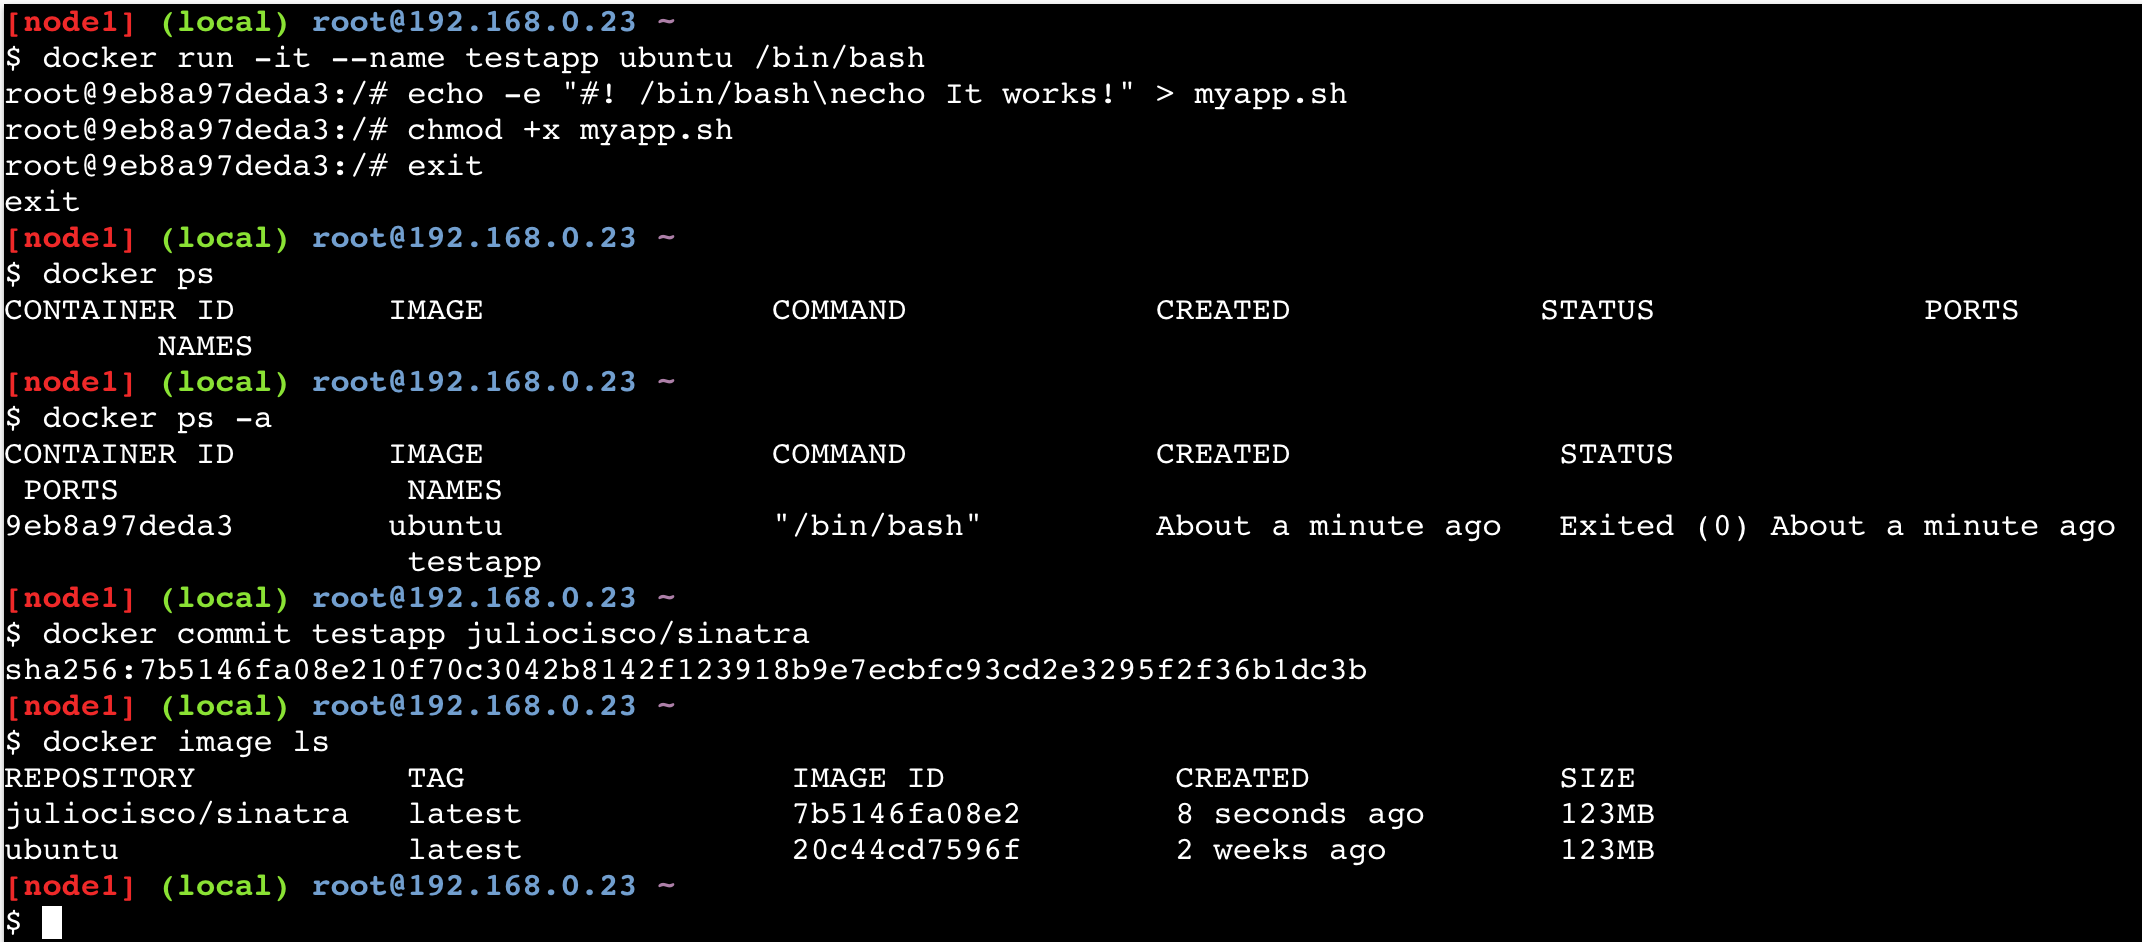 [node1] (local) root@192.168.0.23 ~
$ docker run -it --name testapp ubuntu /bin/bash
root@9eb8a97deda3:/# echo -e "#! /bin/bash\necho It works!" > myapp.sh
root@9eb8a97deda3:/# chmod +x myapp.sh
root@9eb8a97deda3:/# exit
exit
[node1] (local) root@192.168.0.23 ~
$ docker ps
CONTAINER ID        IMAGE               COMMAND             CREATED             STATUS              PORTS
        NAMES
[node1] (local) root@192.168.0.23 ~
$ docker ps -a
CONTAINER ID        IMAGE               COMMAND             CREATED              STATUS
 PORTS               NAMES
9eb8a97deda3        ubuntu              "/bin/bash"         About a minute ago   Exited (0) About a minute ago
                     testapp
[node1] (local) root@192.168.0.23 ~
$ docker commit testapp juliocisco/sinatra
sha256:7b5146fa08e210f70c3042b8142f123918b9e7ecbfc93cd2e3295f2f36b1dc3b
[node1] (local) root@192.168.0.23 ~
$ docker image ls
REPOSITORY           TAG                 IMAGE ID            CREATED             SIZE
juliocisco/sinatra   latest              7b5146fa08e2        8 seconds ago       123MB
ubuntu               latest              20c44cd7596f        2 weeks ago         123MB
[node1] (local) root@192.168.0.23 ~
$